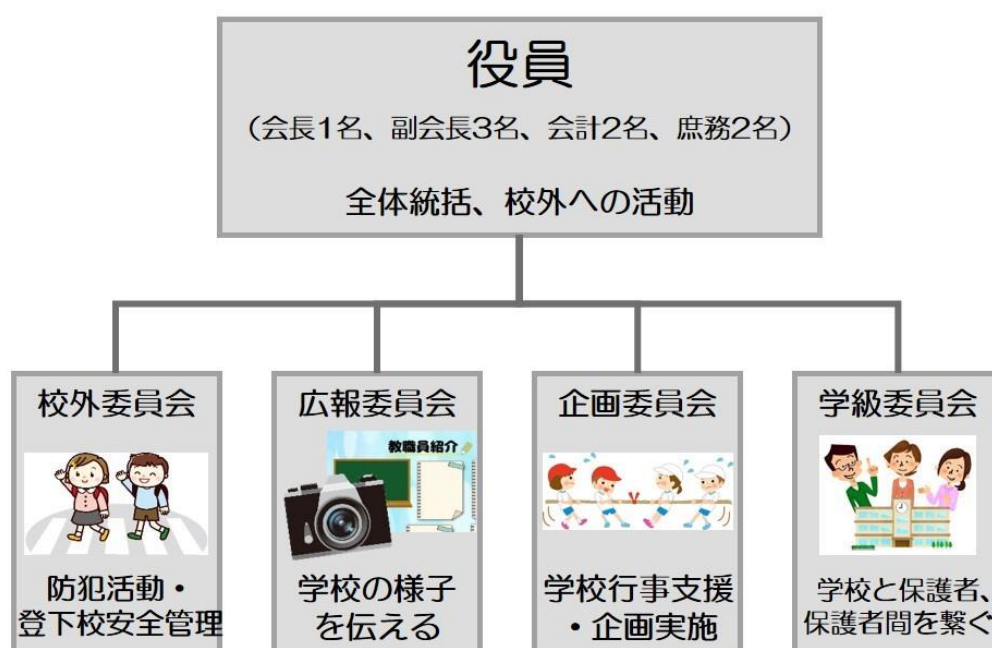 役員
（会長1名、副会長3名、会計2名、庶務2名）
全体統括、校外への活動
校外委員会
防犯活動・
登下校安全管理
広報委員会
教職員紹介
学校の様子
を伝える
企画委員会
学校行事支援
・企画実施
学級委員会
学校と保護者、
保護者間を繋ぐ